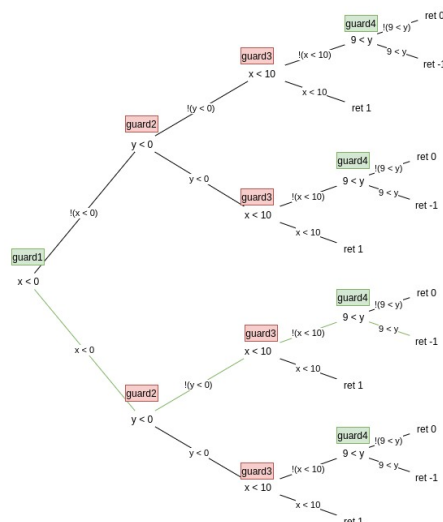 ret 0
guard4
!(9 < y)
9 < y
9 < y
guard3
!(x < 10)
ret -1
x < 10
x < 10
ret 1
!(y < 0)
guard2
y < 0
ret 0
guard4
!(9 < y)
9 < y
y < 0
9 < y
guard3
!(x < 10)
ret -1
x < 10
!(x < 0)
x < 10
ret 1
guard1
x < 0
ret 0
guard4
!(9 < y)
9 < y
9 < y
guard3
!(x < 10)
ret -1
x < 0
x < 10
x < 10
!(y < 0)
ret 1
guard2
y < 0
ret 0
guard4
!(9 < y)
y < 0
9 < y
9 < y
guard3
!(x < 10)
ret -1
x < 10
x < 10
ret 1